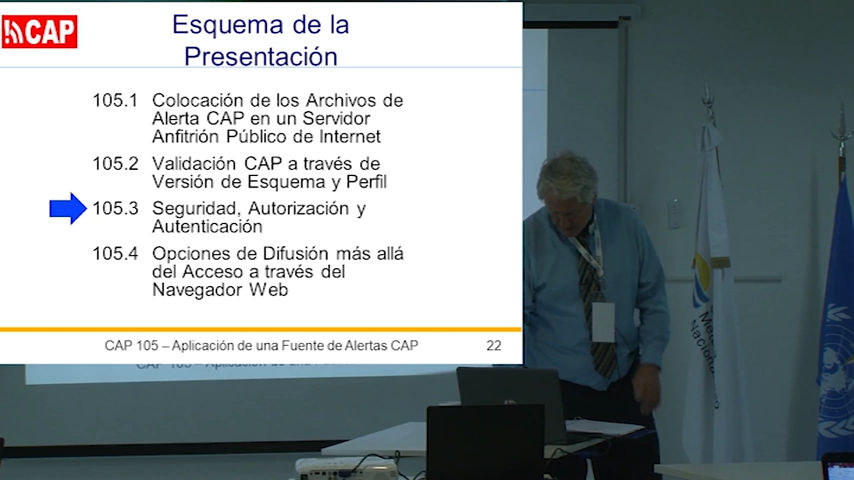 CAP
Esquema de la
Presentación
105.1 Colocación de los Archivos de
Alerta CAP en un Servidor
Anfitrión Público de Internet
105.2 Validación CAP a través de
Versión de Esquema y Perfil
105.3 Seguridad, Autorización y
Autenticación
105.4 Opciones de Difusión más allá
del Acceso a través del
Navegador Web
CAP 105 – Aplicación de una Fuente de Alertas CAP 22